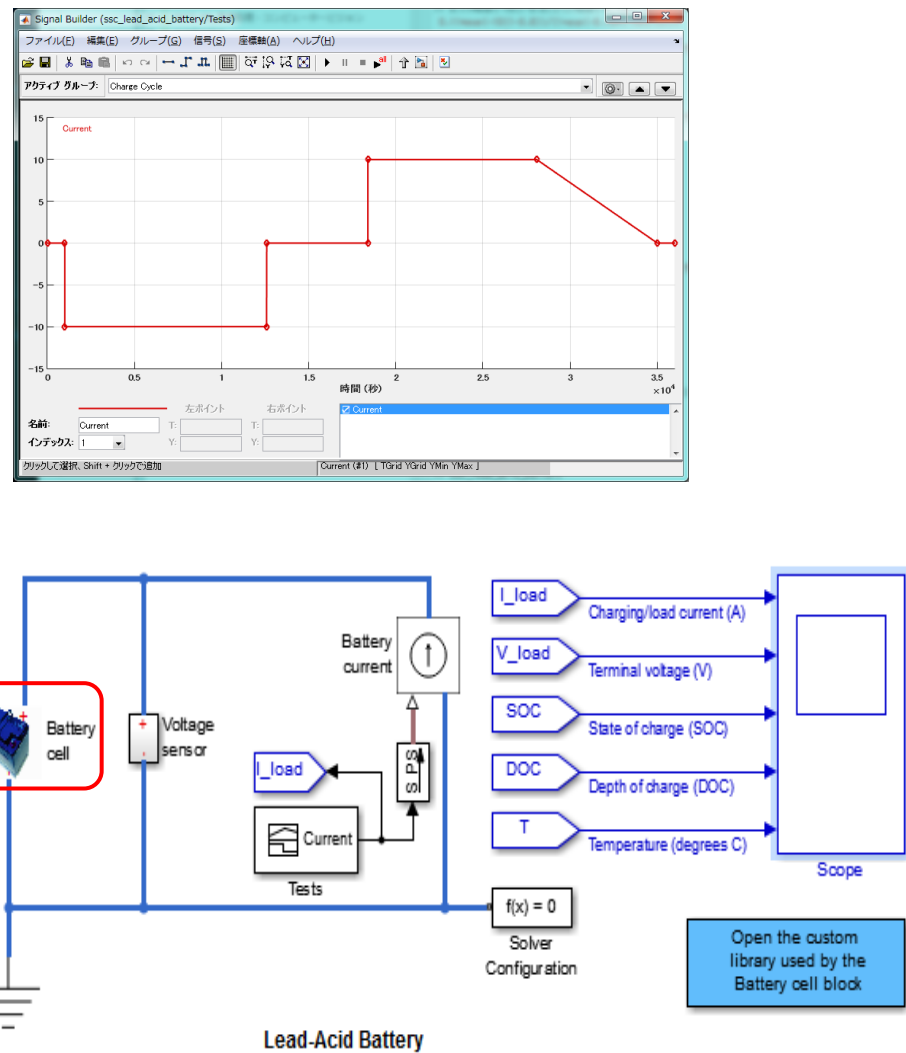 Signal Builder (ssc_lead_acid_battery/Tests)
ファイル(F) 編集(E) グループ(G) 信号(S) 座標軸(A) ヘルプ(H)
アクティブ グループ: Charge Cycle
Current
15
10
5
0
-5
-10
-15
0 0.5 1 1.5 2 2.5 3 3.5
×10⁴
時間 (秒)
左ポイント 右ポイント
Current
名前: Current T: T:
インデックス: 1 Y: Y:
クリックして選択、Shift + クリックで追加
Current (#1) [ TGrid YGrid YMin YMax ]
Battery
cell
+
-
Voltage
sensor
Battery
current
S PS
I_load
Current
Tests
f(x) = 0
Solver
Configuration
I_load
Charging/load current (A)
V_load
Terminal voltage (V)
SOC
State of charge (SOC)
DOC
Depth of charge (DOC)
T
Temperature (degrees C)
Scope
Open the custom
library used by the
Battery cell block
Lead-Acid Battery